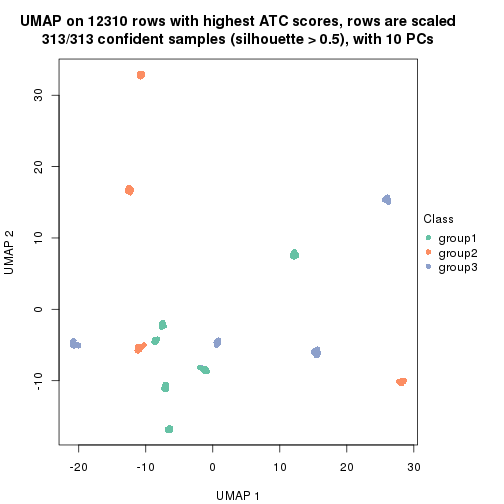 UMAP on 12310 rows with highest ATC scores, rows are scaled
313/313 confident samples (silhouette > 0.5), with 10 PCs
30
20
10
0
-10
UMAP 2
Class
group1
group2
group3
-20 -10 0 10 20 30
UMAP 1